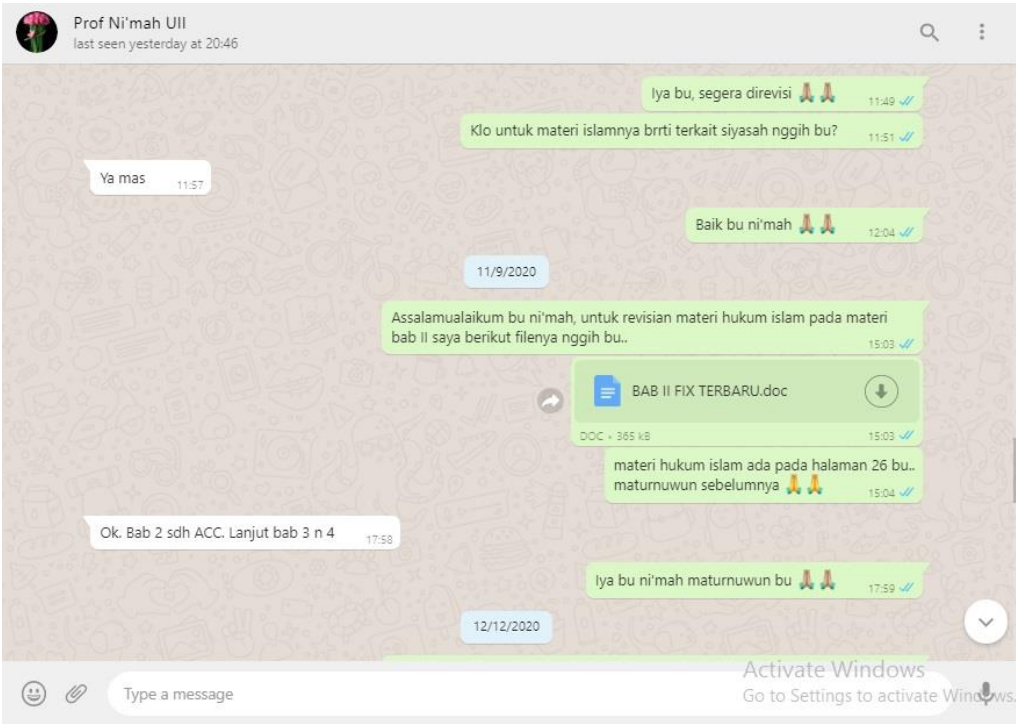 Prof Ni'mah UII
last seen yesterday at 20:46
Iya bu, segera direvisi 🙏🏽 🙏🏽
11:49
Klo untuk materi islamnya brrti terkait siyasah nggih bu?
11:51
Ya mas
11:57
Baik bu ni'mah 🙏🏽 🙏🏽
12:04
11/9/2020
Assalamualaikum bu ni'mah, untuk revisian materi hukum islam pada materi
bab II saya berikut filenya nggih bu..
15:03
BAB II FIX TERBARU.doc
DOC • 365 kB
15:03
materi hukum islam ada pada halaman 26 bu..
maturnuwun sebelumnya 🙏 🙏
15:04
Ok. Bab 2 sdh ACC. Lanjut bab 3 n 4
17:58
Iya bu ni'mah maturnuwun bu 🙏🏽 🙏🏽
17:59
12/12/2020
Type a message
Activate Windows
Go to Settings to activate Windows.